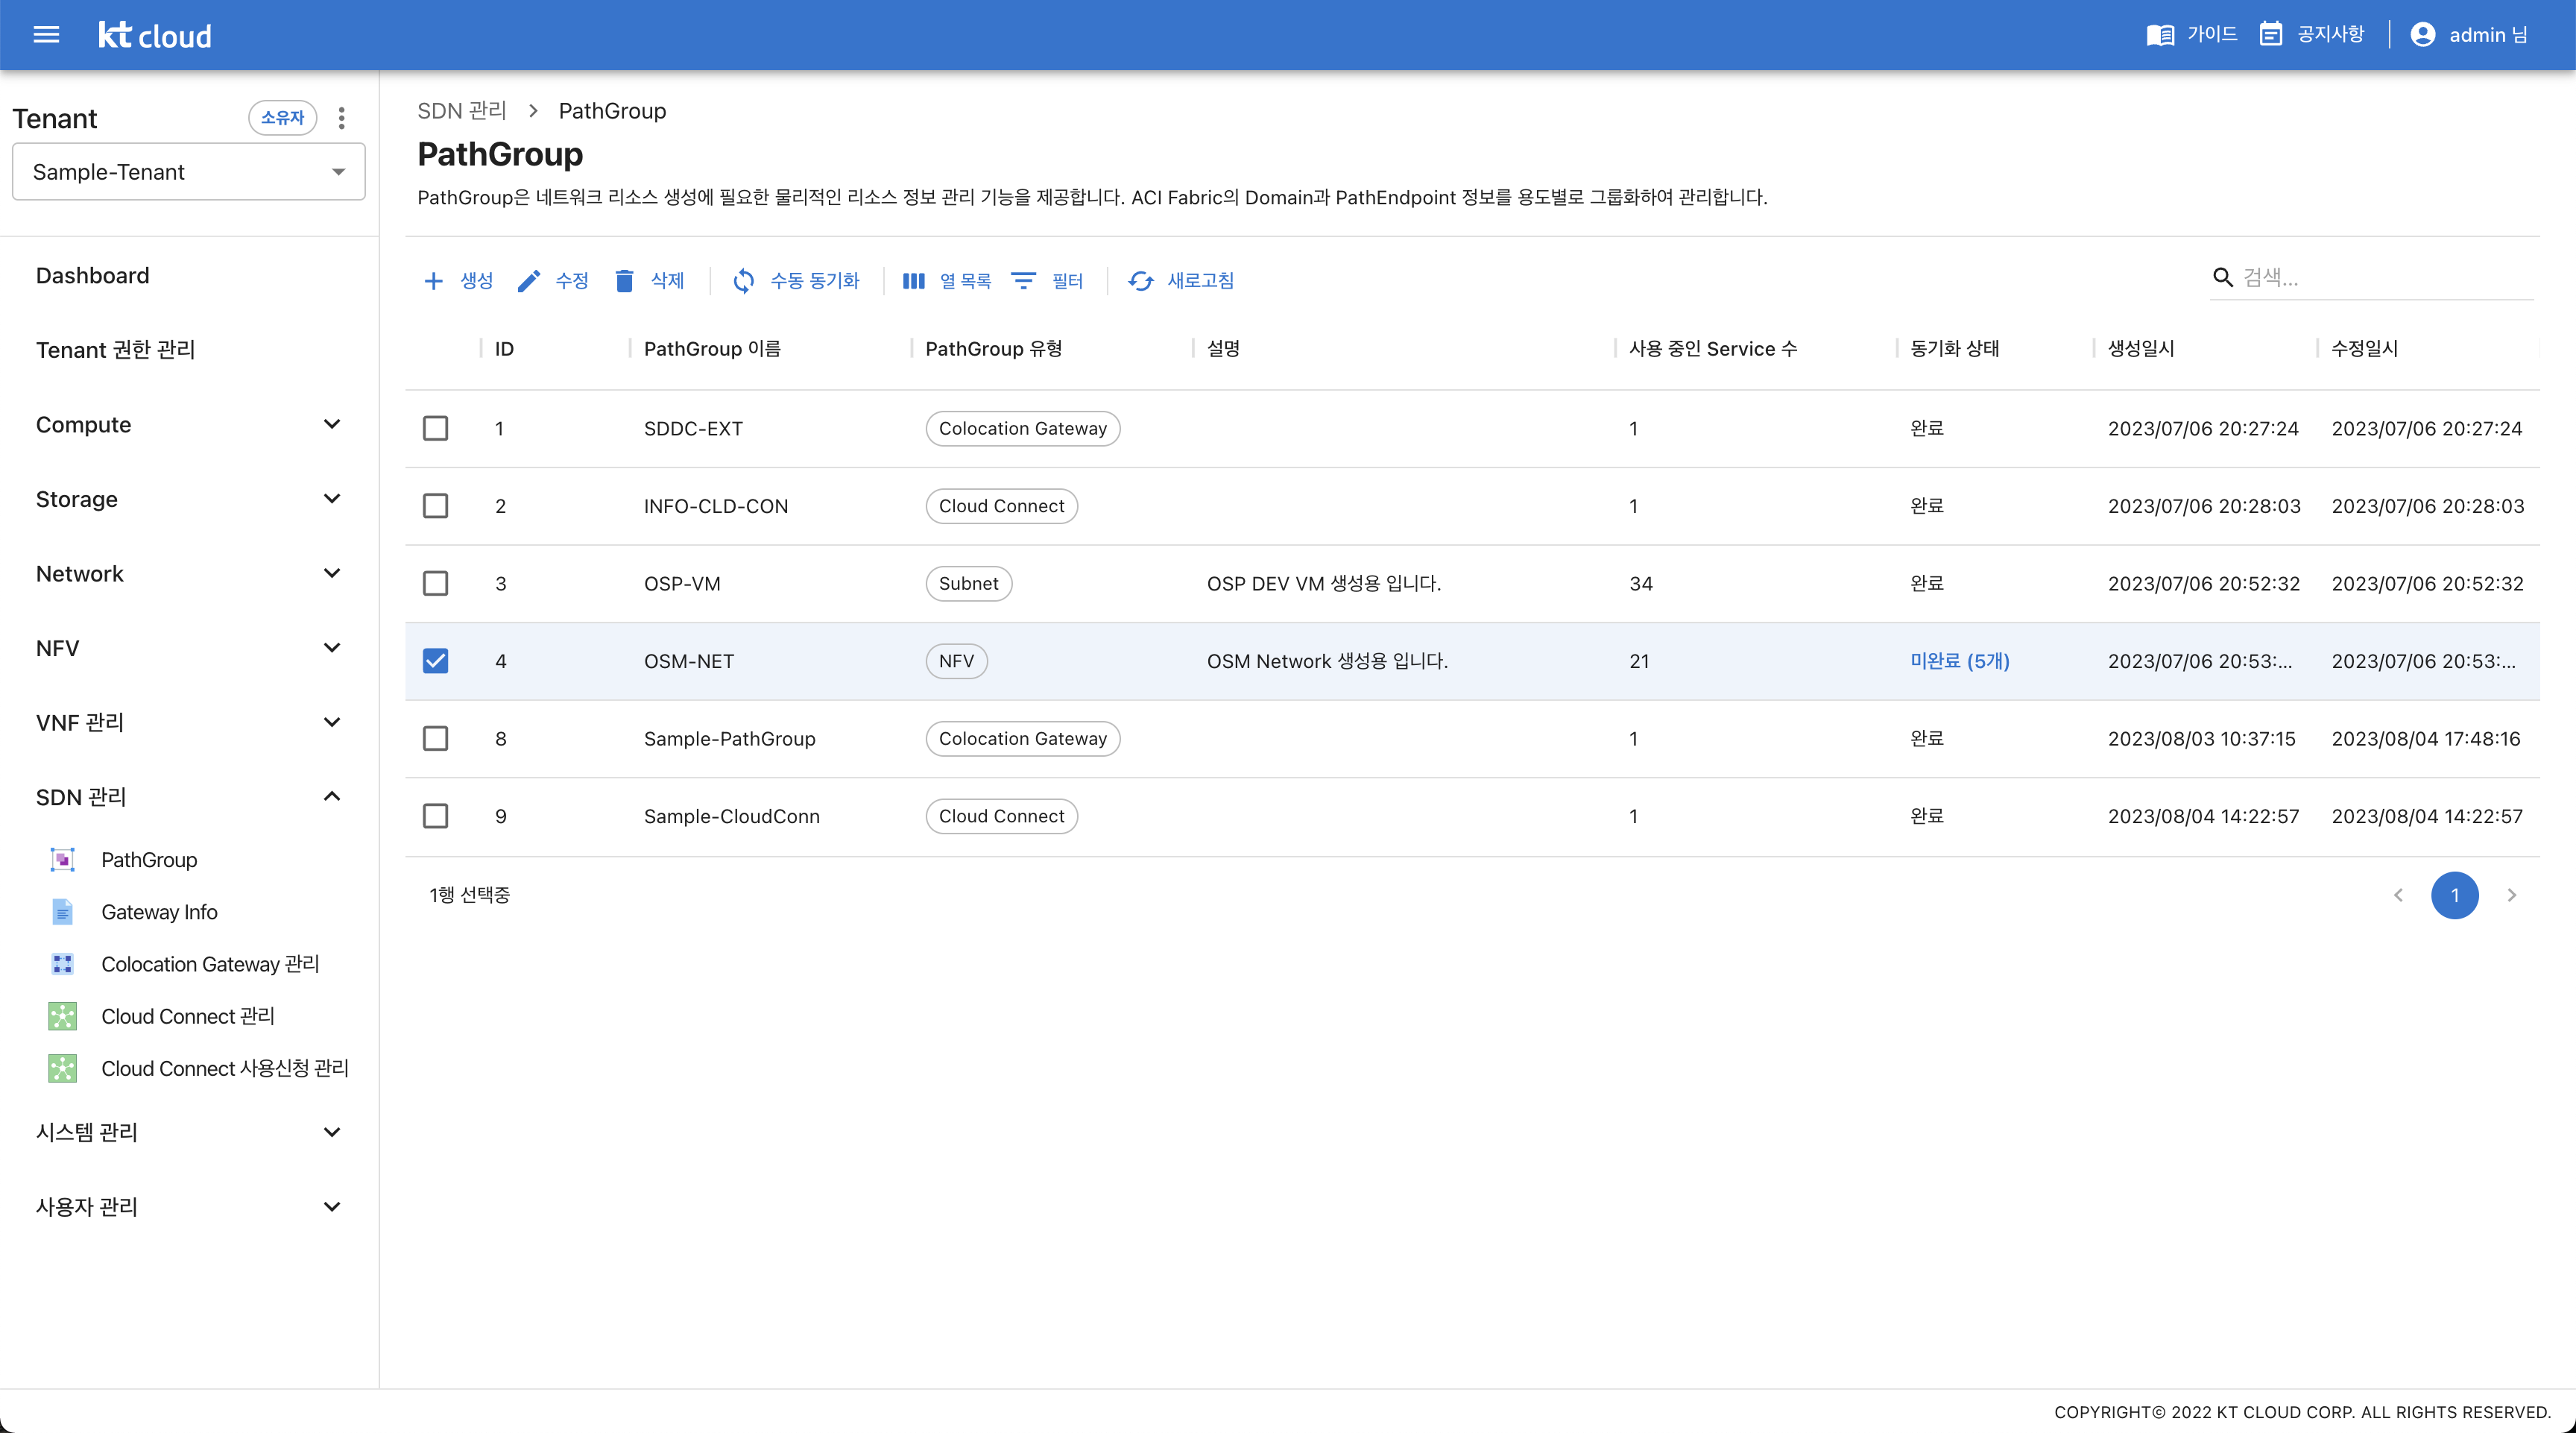 kt cloud
가이드 공지사항 admin 님
Tenant 소유자
Sample-Tenant
Dashboard
Tenant 권한 관리
Compute
Storage
Network
NFV
VNF 관리
SDN 관리
PathGroup
Gateway Info
Colocation Gateway 관리
Cloud Connect 관리
Cloud Connect 사용신청 관리
시스템 관리
사용자 관리
SDN 관리 > PathGroup
PathGroup
PathGroup은 네트워크 리소스 생성에 필요한 물리적인 리소스 정보 관리 기능을 제공합니다. ACI Fabric의 Domain과 PathEndpoint 정보를 용도별로 그룹화하여 관리합니다.
생성 수정 삭제 수동 동기화 열 목록 필터 새로고침 검색...
ID PathGroup 이름 PathGroup 유형 설명 사용 중인 Service 수 동기화 상태 생성일시 수정일시
1 SDDC-EXT Colocation Gateway 1 완료 2023/07/06 20:27:24 2023/07/06 20:27:24
2 INFO-CLD-CON Cloud Connect 1 완료 2023/07/06 20:28:03 2023/07/06 20:28:03
3 OSP-VM Subnet OSP DEV VM 생성용 입니다. 34 완료 2023/07/06 20:52:32 2023/07/06 20:52:32
4 OSM-NET NFV OSM Network 생성용 입니다. 21 미완료 (5개) 2023/07/06 20:53:... 2023/07/06 20:53:...
8 Sample-PathGroup Colocation Gateway 1 완료 2023/08/03 10:37:15 2023/08/04 17:48:16
9 Sample-CloudConn Cloud Connect 1 완료 2023/08/04 14:22:57 2023/08/04 14:22:57
1행 선택중 1
COPYRIGHT© 2022 KT CLOUD CORP. ALL RIGHTS RESERVED.